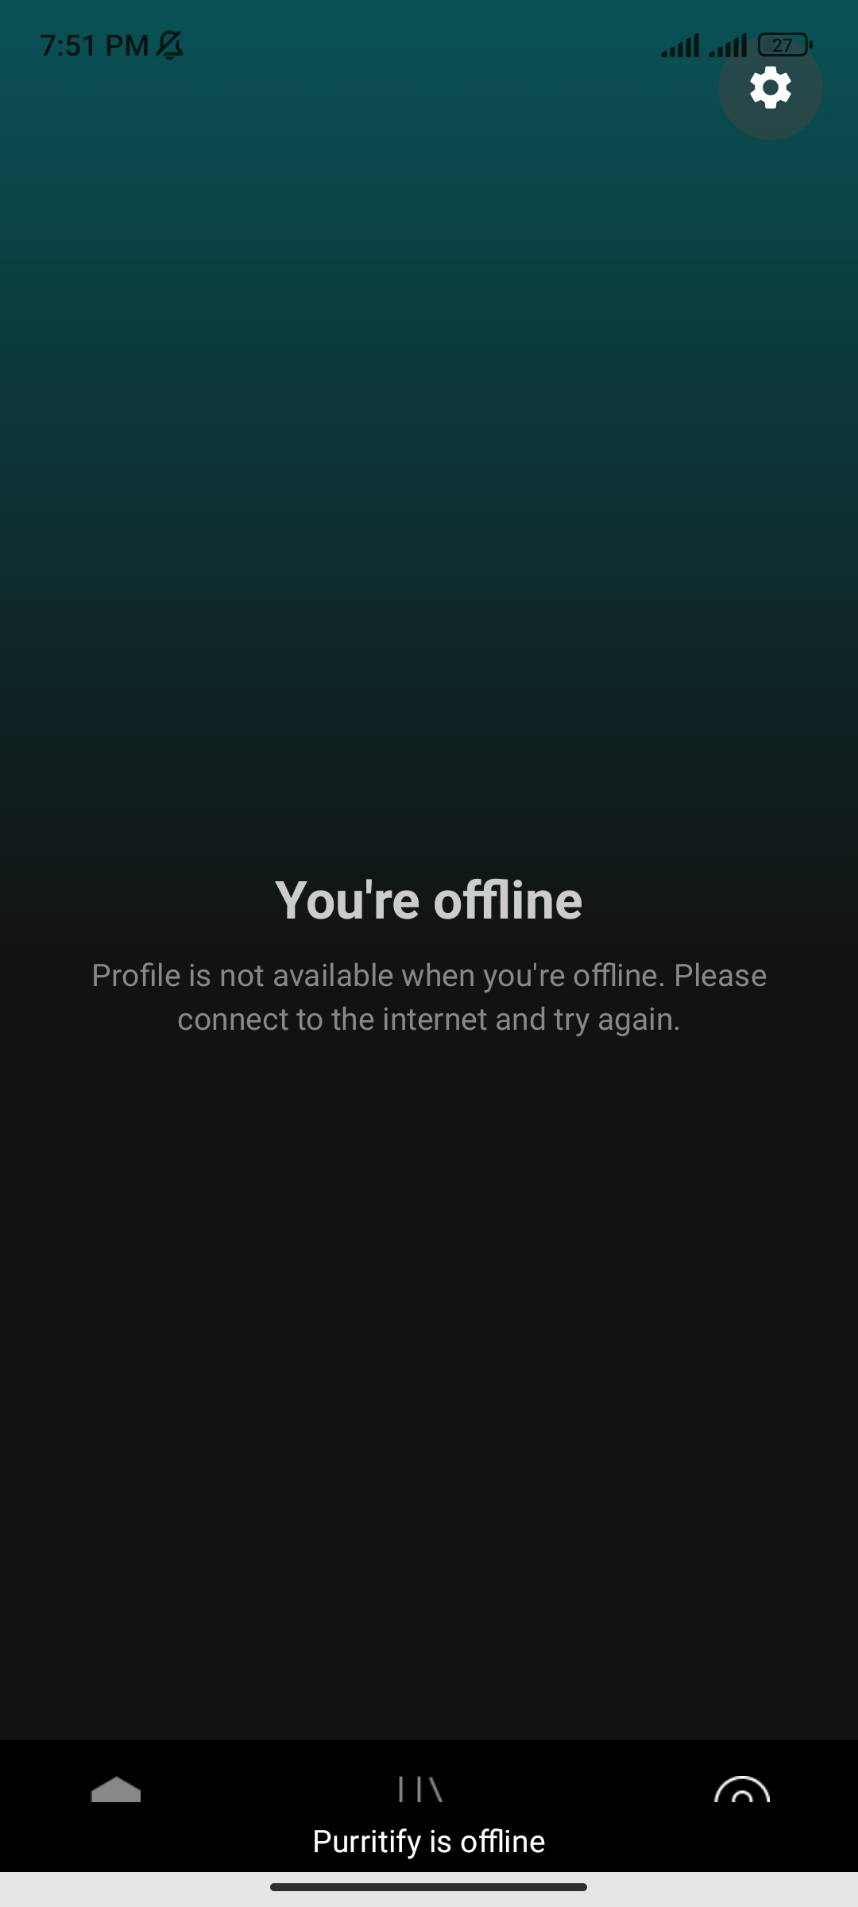 7:51 PM
27
You're offline
Profile is not available when you're offline. Please
connect to the internet and try again.
Purritify is offline